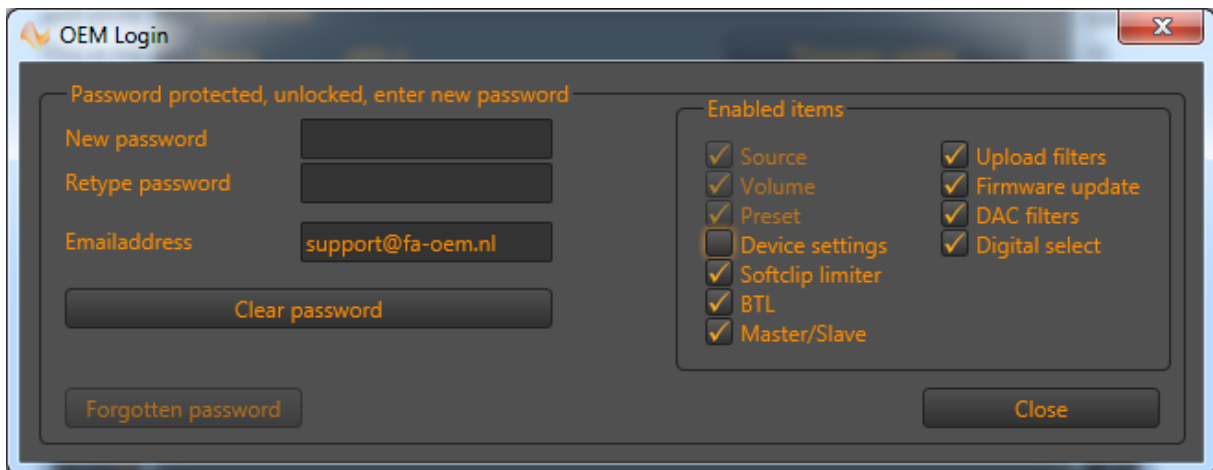 OEM Login
Password protected, unlocked, enter new password
New password
Retype password
Emailaddress
support@fa-oem.nl
Clear password
Forgotten password
Enabled items
Source
Volume
Preset
Device settings
Softclip limiter
BTL
Master/Slave
Upload filters
Firmware update
DAC filters
Digital select
Close